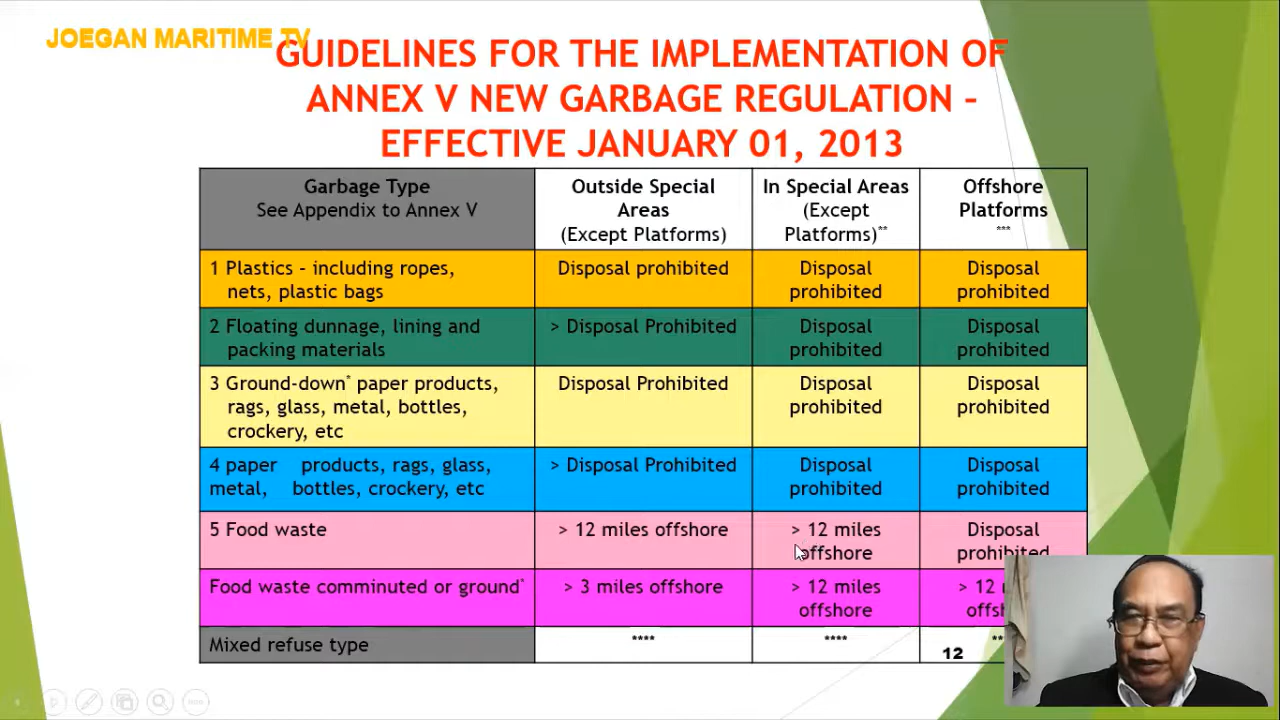 JOEGAN MARITIME TV
GUIDELINES FOR THE IMPLEMENTATION OF
ANNEX V NEW GARBAGE REGULATION –
EFFECTIVE JANUARY 01, 2013
Garbage Type
See Appendix to Annex V
Outside Special
Areas
(Except Platforms)
In Special Areas
(Except
Platforms)**
Offshore
Platforms
***
1 Plastics – including ropes,
nets, plastic bags
Disposal prohibited
Disposal
prohibited
Disposal
prohibited
2 Floating dunnage, lining and
packing materials
> Disposal Prohibited
Disposal
prohibited
Disposal
prohibited
3 Ground-down* paper products,
rags, glass, metal, bottles,
crockery, etc
Disposal Prohibited
Disposal
prohibited
Disposal
prohibited
4 paper products, rags, glass,
metal, bottles, crockery, etc
> Disposal Prohibited
Disposal
prohibited
Disposal
prohibited
5 Food waste
> 12 miles offshore
> 12 miles
offshore
Disposal
prohibited
Food waste comminuted or ground*
> 3 miles offshore
> 12 miles
offshore
> 12
Mixed refuse type
****
****
12